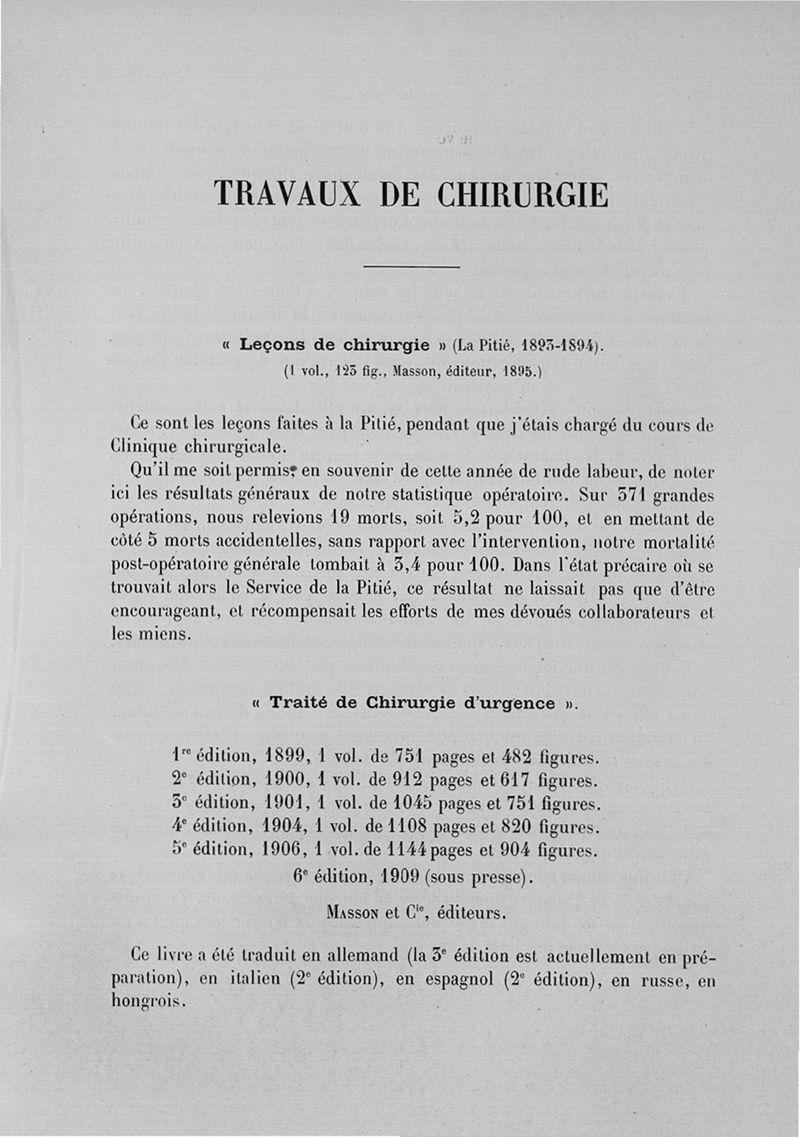 TRAVAUX DE CHIRURGIE
« Leçons de chirurgie » (La Pitié, 1893-1894).
(1 vol., 123 fig., Masson, éditeur, 1895.)
Ce sont les leçons faites à la Pitié, pendant que j'étais chargé du cours de
Clinique chirurgicale.
Qu'il me soit permis, en souvenir de cette année de rude labeur, de noter
ici les résultats généraux de notre statistique opératoire. Sur 371 grandes
opérations, nous relevions 19 morts, soit 5,2 pour 100, et en mettant de
côté 5 morts accidentelles, sans rapport avec l'intervention, notre mortalité
post-opératoire générale tombait à 3,4 pour 100. Dans l'état précaire où se
trouvait alors le Service de la Pitié, ce résultat ne laissait pas que d'être
encourageant, et récompensait les efforts de mes dévoués collaborateurs et
les miens.
« Traité de Chirurgie d'urgence ».
1re édition, 1899, 1 vol. de 751 pages et 482 figures.
2e édition, 1900, 1 vol. de 912 pages et 617 figures.
3e édition, 1901, 1 vol. de 1045 pages et 751 figures.
4e édition, 1904, 1 vol. de 1108 pages et 820 figures.
5e édition, 1906, 1 vol. de 1144 pages et 904 figures.
6e édition, 1909 (sous presse).
Masson et Cie, éditeurs.
Ce livre a été traduit en allemand (la 3e édition est actuellement en pré-
paration), en italien (2e édition), en espagnol (2e édition), en russe, en
hongrois.